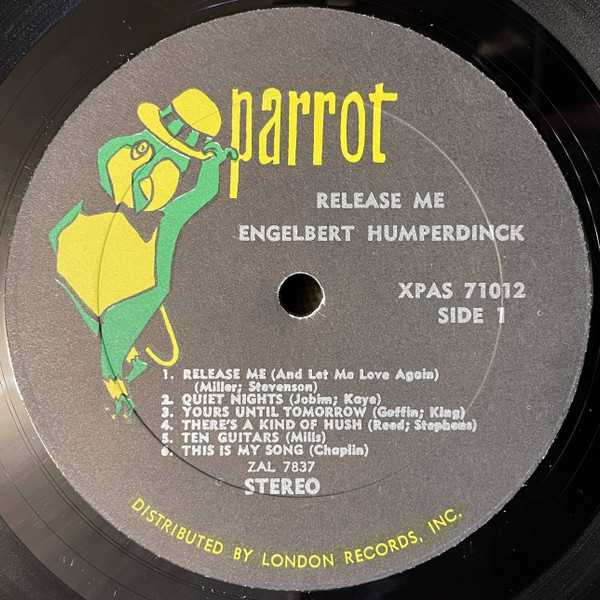 parrot
RELEASE ME
ENGELBERT HUMPERDINCK
XPAS 71012
SIDE 1
1. RELEASE ME (And Let Me Love Again)
(Miller; Stevenson)
2. QUIET NIGHTS (Jobim; Kaye)
3. YOURS UNTIL TOMORROW (Goffin; King)
4. THERE'S A KIND OF HUSH (Reed; Stephens)
5. TEN GUITARS (Mills)
6. THIS IS MY SONG (Chaplin)
ZAL 7837
STEREO
DISTRIBUTED BY LONDON RECORDS, INC.